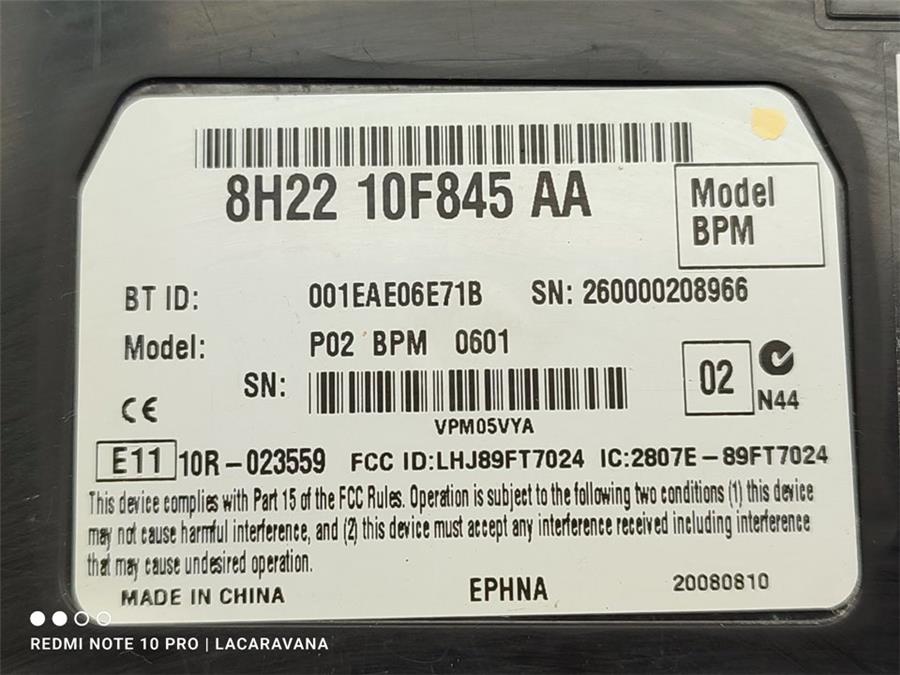 8H22 10F845 AA
Model
BPM
BT ID: 001EAE06E71B SN: 260000208966
Model: P02 BPM 0601
SN:
VPM05VYA
02
N44
CE
E11 10R-023559 FCC ID:LHJ89FT7024 IC:2807E-89FT7024
This device complies with Part 15 of the FCC Rules. Operation is subject to the following two conditions (1) this device
may not cause harmful interference, and (2) this device must accept any interference received including interference
that may cause undesired operation.
MADE IN CHINA EPHNA 20080810
REDMI NOTE 10 PRO | LACARAVANA